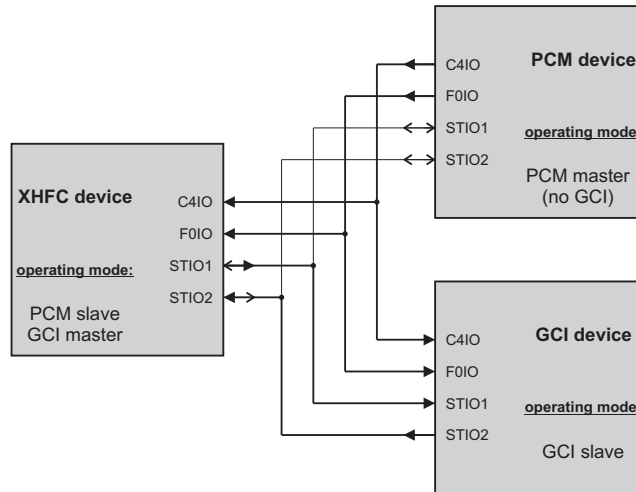 C4IO
PCM device
F0IO
STIO1
operating mode
STIO2
PCM master
(no GCI)
XHFC device
C4IO
F0IO
operating mode:
STIO1
STIO2
PCM slave
GCI master
C4IO
GCI device
F0IO
STIO1
operating mode
STIO2
GCI slave